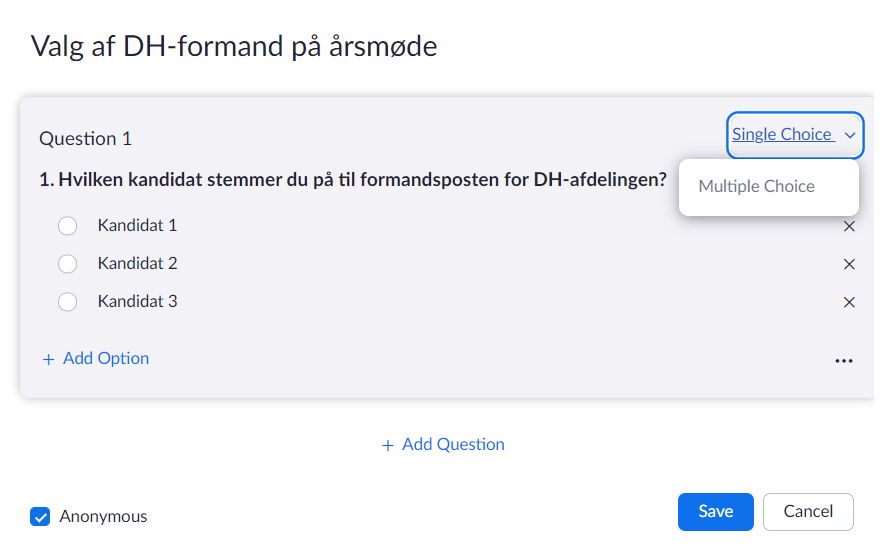 Valg af DH-formand på årsmøde
Question 1
Single Choice
1. Hvilken kandidat stemmer du på til formandsposten for DH-afdelingen?
Multiple Choice
Kandidat 1
Kandidat 2
Kandidat 3
+ Add Option
+ Add Question
Anonymous
Save
Cancel